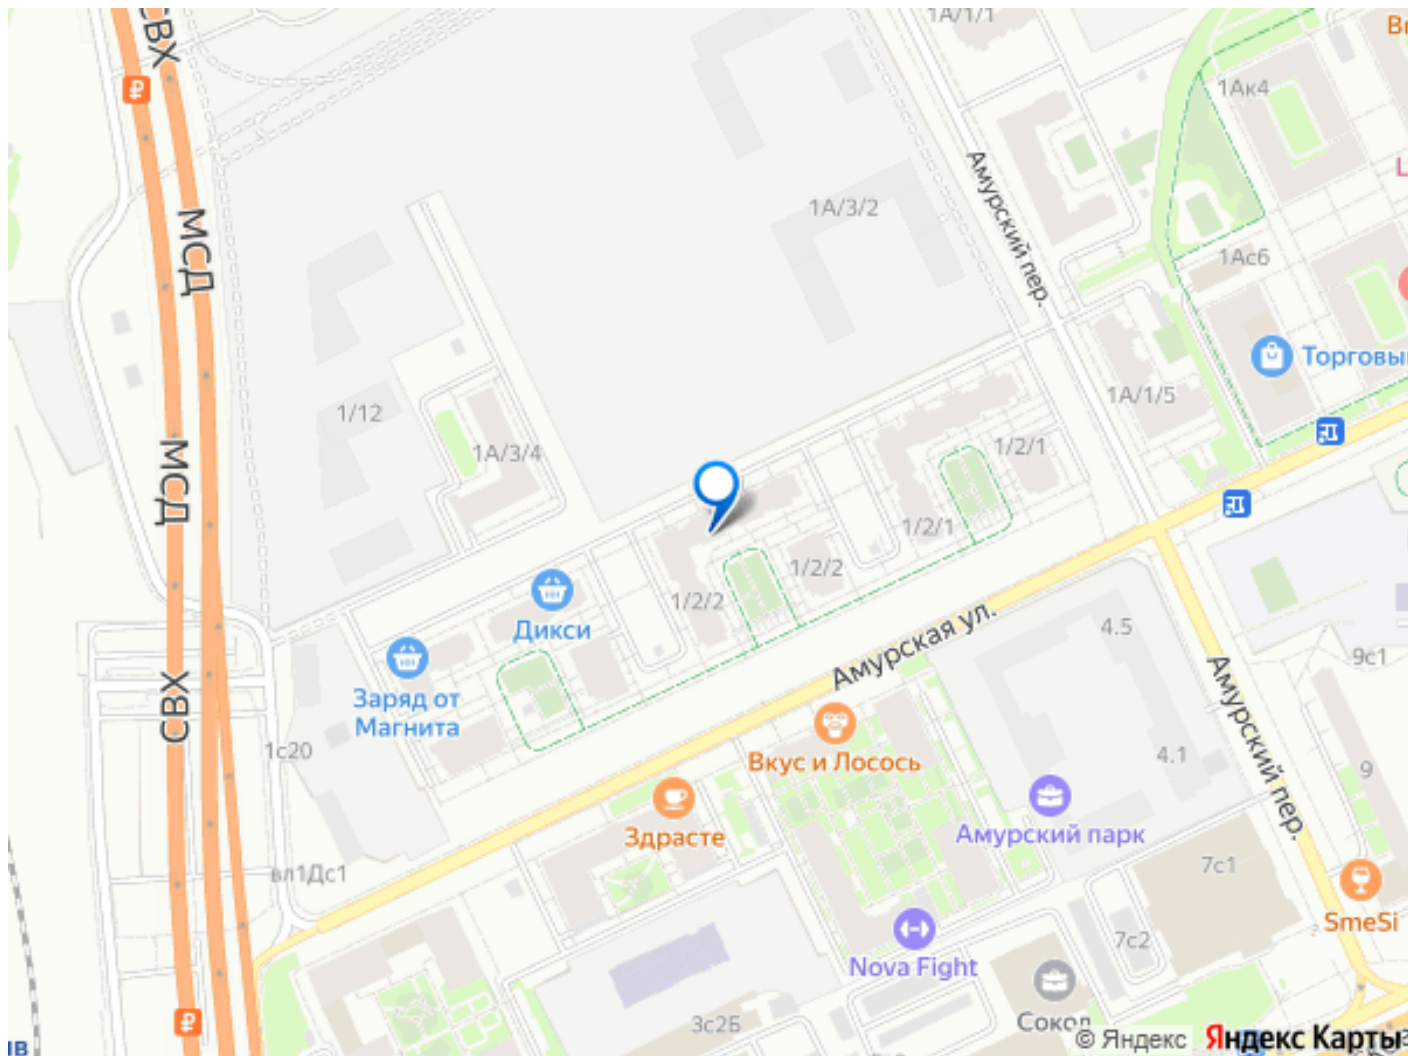 СВХ
1А/1/1
1Ак4
Амурский пер.
1А/3/2
МСД
1Ас6
Торговы
1А/1/5
1/12
1А/3/4
МСД
1/2/1
1/2/1
1/2/2
1/2/2
Дикси
Амурская ул.
4.5
9с1
Заряд от
Магнита
СВХ
1с20
Амурский пер.
Вкус и Лосось
4.1
9
Здрасте
Амурский парк
вл1Дс1
7с1
SmeSi
7с2
Nova Fight
3с2Б
Сокол
© Яндекс
Яндекс Карты